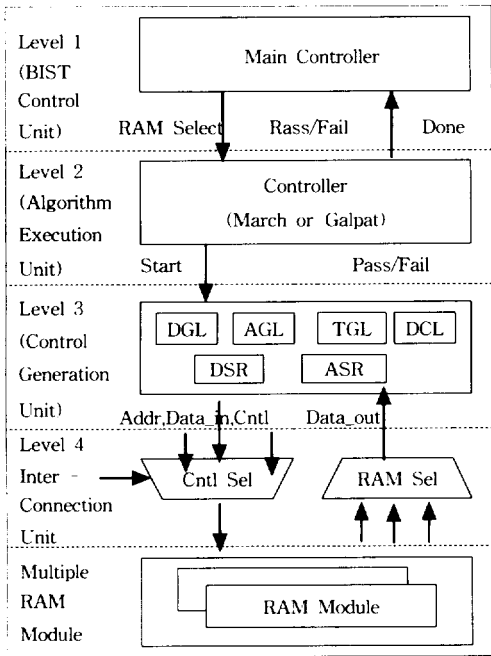 Level 1
(BIST
Control
Unit)
Main Controller
RAM Select
Rass/Fail
Done
Level 2
(Algorithm
Execution
Unit)
Controller
(March or Galpat)
Start
Pass/Fail
Level 3
(Control
Generation
Unit)
DGL
AGL
TGL
DCL
DSR
ASR
Addr,Data_in,Cntl
Data_out
Level 4
Inter -
Connection
Unit
Cntl Sel
RAM Sel
Multiple
RAM
Module
RAM Module